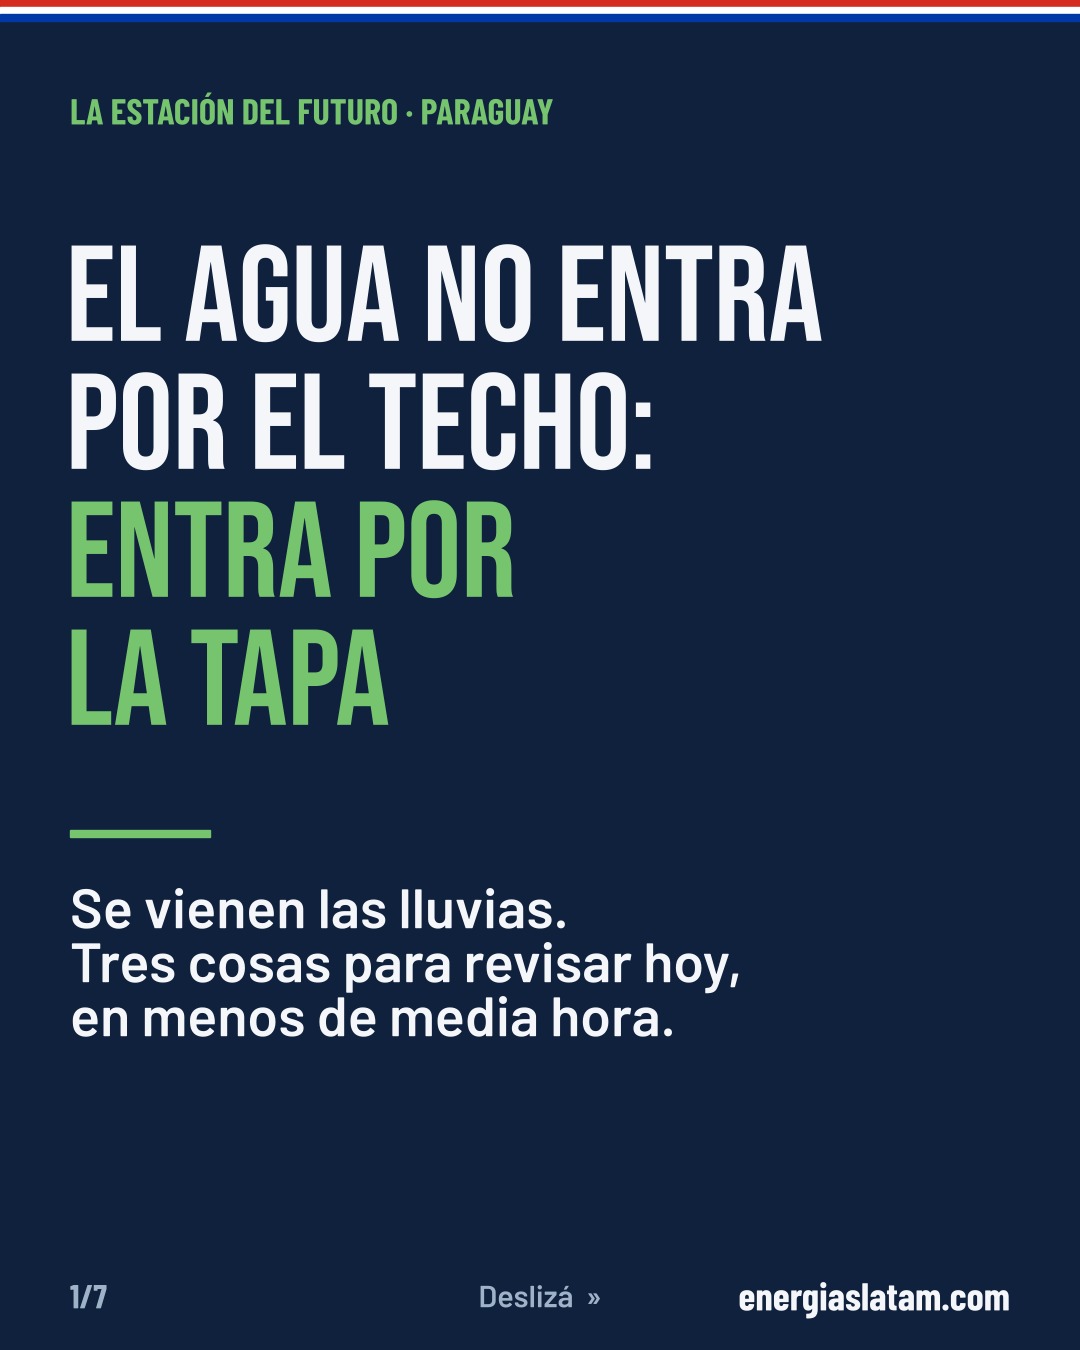 LA ESTACIÓN DEL FUTURO · PARAGUAY
EL AGUA NO ENTRA
POR EL TECHO:
ENTRA POR
LA TAPA
Se vienen las lluvias.
Tres cosas para revisar hoy,
en menos de media hora.
1/7
Deslizá »
energiaslatam.com